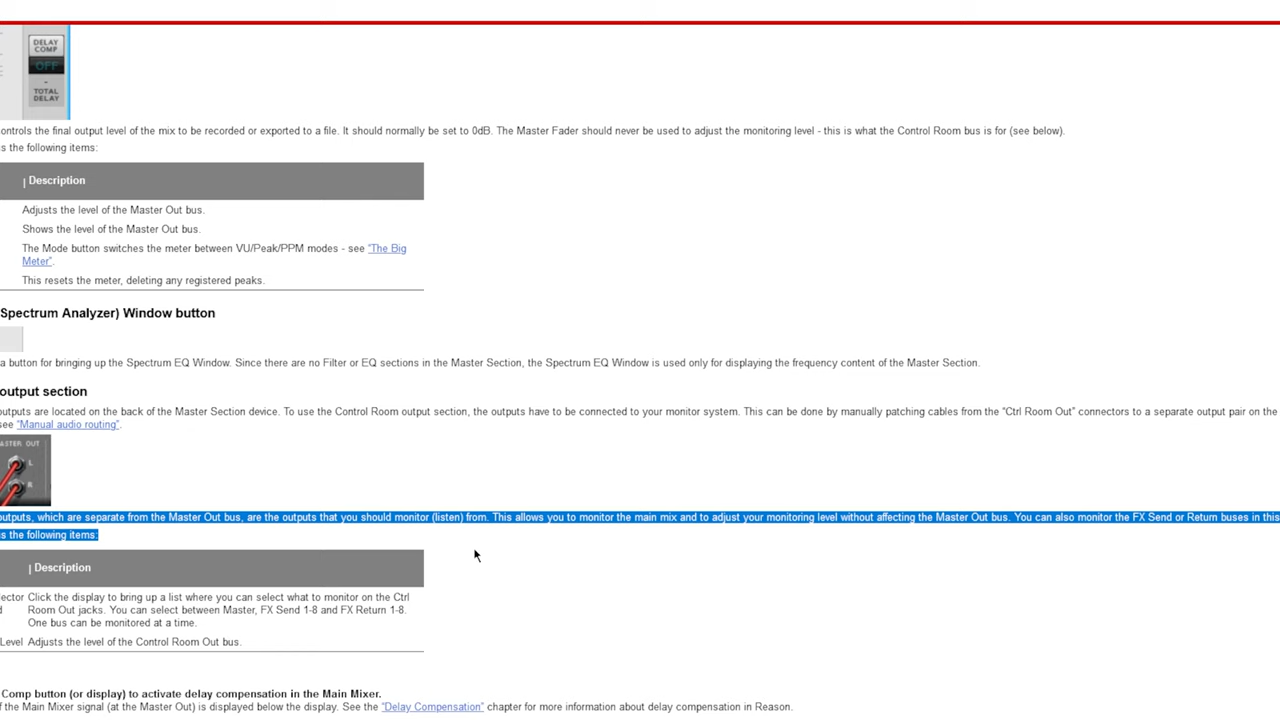 DELAY
COMP
OFF
-
TOTAL
DELAY
ontrols the final output level of the mix to be recorded or exported to a file. It should normally be set to 0dB. The Master Fader should never be used to adjust the monitoring level - this is what the Control Room bus is for (see below).
s the following items:
Description
Adjusts the level of the Master Out bus.
Shows the level of the Master Out bus.
The Mode button switches the meter between VU/Peak/PPM modes - see "The Big
Meter".
This resets the meter, deleting any registered peaks.
Spectrum Analyzer) Window button
a button for bringing up the Spectrum EQ Window. Since there are no Filter or EQ sections in the Master Section, the Spectrum EQ Window is used only for displaying the frequency content of the Master Section.
output section
outputs are located on the back of the Master Section device. To use the Control Room output section, the outputs have to be connected to your monitor system. This can be done by manually patching cables from the "Ctrl Room Out" connectors to a separate output pair on the
see "Manual audio routing".
ASTER OUT
L
R
outputs, which are separate from the Master Out bus, are the outputs that you should monitor (listen) from. This allows you to monitor the main mix and to adjust your monitoring level without affecting the Master Out bus. You can also monitor the FX Send or Return buses in this
s the following items:
Description
lector Click the display to bring up a list where you can select what to monitor on the Ctrl
d Room Out jacks. You can select between Master, FX Send 1-8 and FX Return 1-8.
One bus can be monitored at a time.
Level Adjusts the level of the Control Room Out bus.
Comp button (or display) to activate delay compensation in the Main Mixer.
f the Main Mixer signal (at the Master Out) is displayed below the display. See the "Delay Compensation" chapter for more information about delay compensation in Reason.